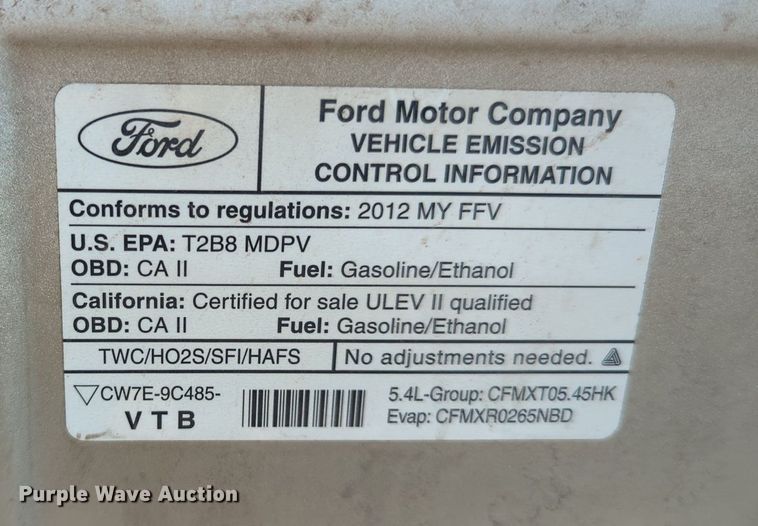 Ford
Ford Motor Company
VEHICLE EMISSION
CONTROL INFORMATION
Conforms to regulations: 2012 MY FFV
U.S. EPA: T2B8 MDPV
OBD: CA II Fuel: Gasoline/Ethanol
California: Certified for sale ULEV II qualified
OBD: CA II Fuel: Gasoline/Ethanol
TWC/HO2S/SFI/HAFS No adjustments needed.
CW7E-9C485-
V T B
5.4L-Group: CFMXT05.45HK
Evap: CFMXR0265NBD
Purple Wave Auction